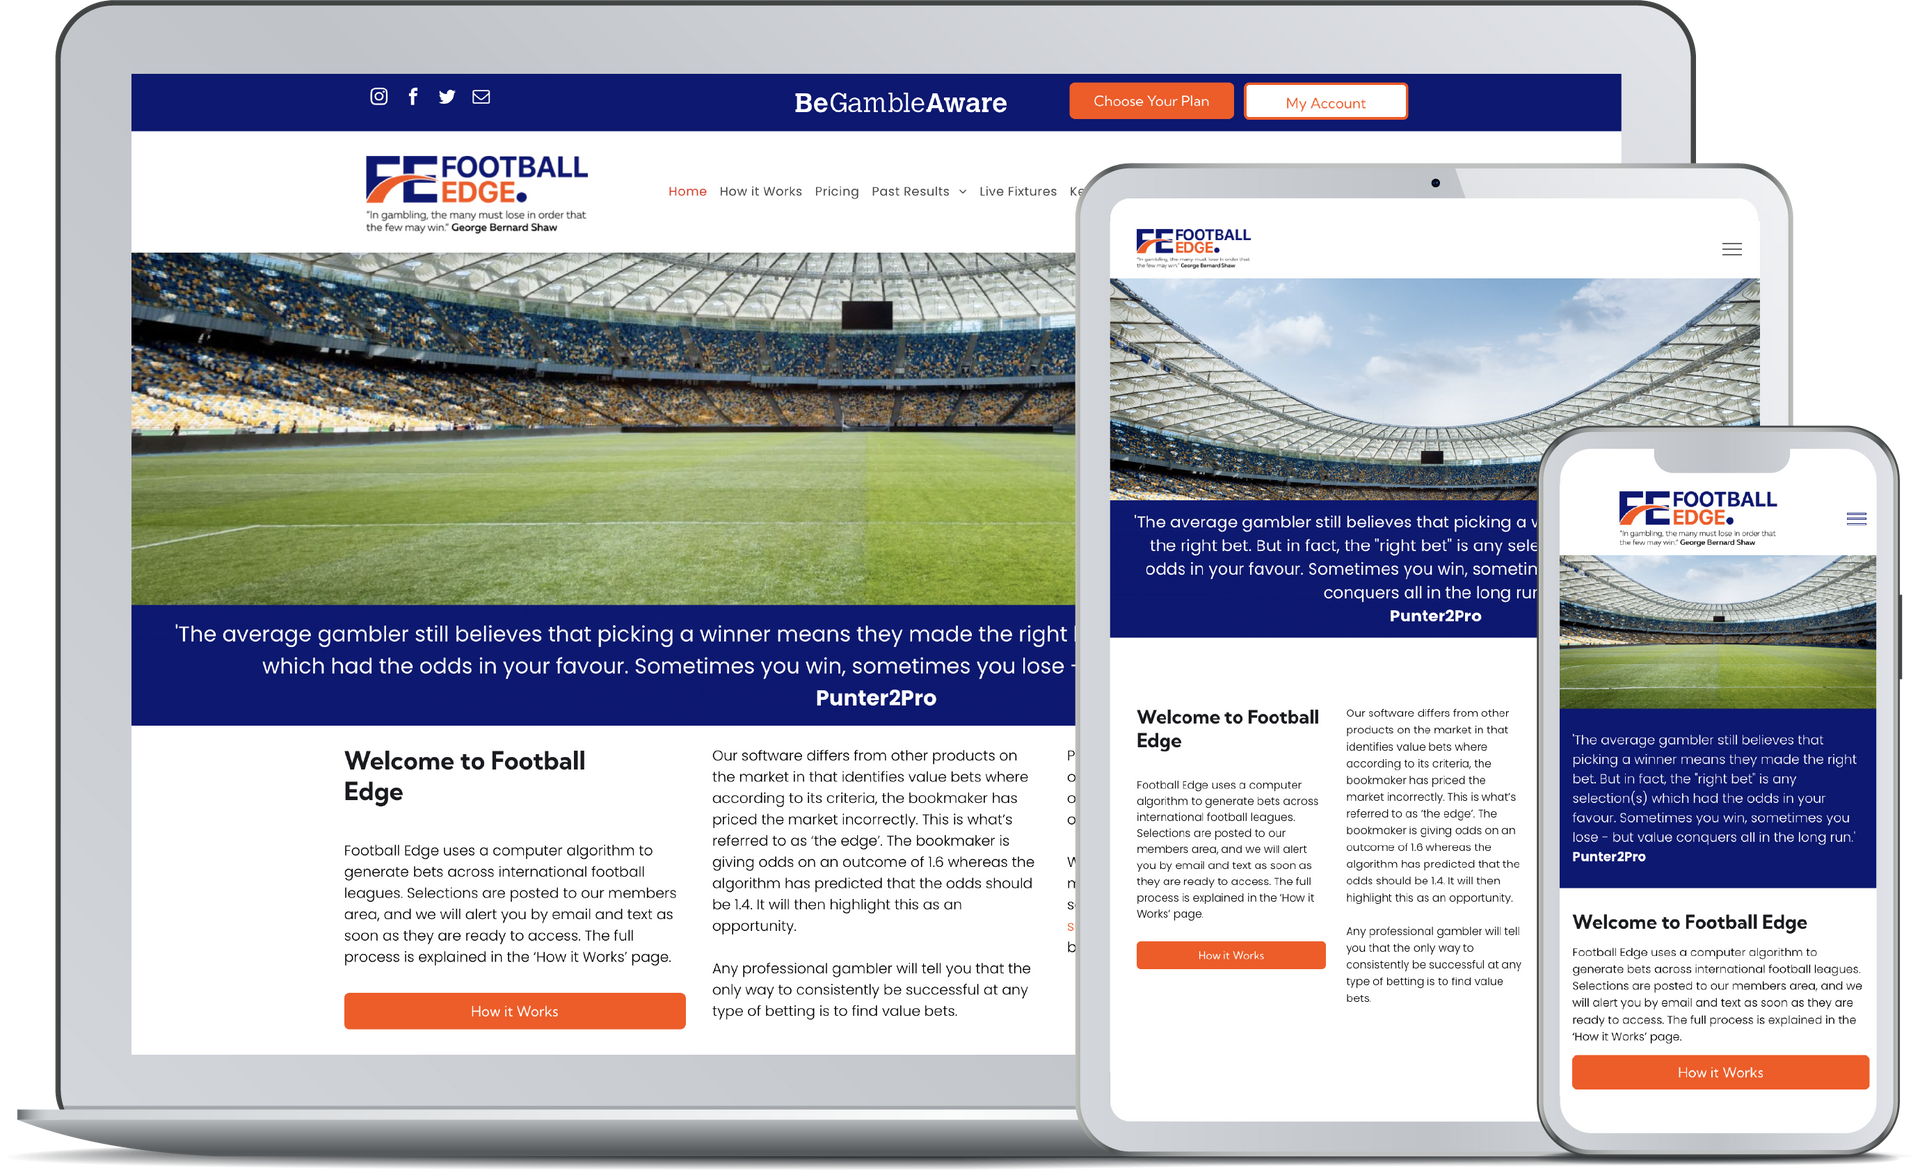 BeGambleAware
Choose Your Plan
My Account
FOOTBALL
EDGE.
"In gambling, the many must lose in order that
the few may win." George Bernard Shaw
Home How it Works Pricing Past Results Live Fixtures
'The average gambler still believes that picking a winner means they made the right
which had the odds in your favour. Sometimes you win, sometimes you lose -
Punter2Pro
Welcome to Football
Edge
Football Edge uses a computer algorithm to
generate bets across international football
leagues. Selections are posted to our members
area, and we will alert you by email and text as
soon as they are ready to access. The full
process is explained in the ‘How it Works’ page.
How it Works
Our software differs from other products on
the market in that identifies value bets where
according to its criteria, the bookmaker has
priced the market incorrectly. This is what’s
referred to as ‘the edge’. The bookmaker is
giving odds on an outcome of 1.6 whereas the
algorithm has predicted that the odds should
be 1.4. It will then highlight this as an
opportunity.
Any professional gambler will tell you that the
only way to consistently be successful at any
type of betting is to find value bets.
FOOTBALL
EDGE.
"In gambling, the many must lose in order that
the few may win." George Bernard Shaw
'The average gambler still believes that picking a
the right bet. But in fact, the "right bet" is any
odds in your favour. Sometimes you win,
conquers all in the long
Punter2Pro
Welcome to Football
Edge
Football Edge uses a computer
algorithm to generate bets across
international football leagues.
Selections are posted to our
members area, and we will alert
you by email and text as soon as
they are ready to access. The full
process is explained in the ‘How it
Works’ page.
How it Works
Our software differs from other
products on the market in that
identifies value bets where
according to its criteria, the
bookmaker has priced the
market incorrectly. This is what’s
referred to as ‘the edge’. The
bookmaker is giving odds on an
outcome of 1.6 whereas the
algorithm has predicted that the
odds should be 1.4. It will then
highlight this as an opportunity.
Any professional gambler will tell
you that the only way to
consistently be successful at any
type of betting is to find value
bets.
FOOTBALL
EDGE.
"In gambling, the many must lose in order that
the few may win." George Bernard Shaw
'The average gambler still believes that
picking a winner means they made the right
bet. But in fact, the "right bet" is any
selection(s) which had the odds in your
favour. Sometimes you win, sometimes you
lose - but value conquers all in the long run.'
Punter2Pro
Welcome to Football Edge
Football Edge uses a computer algorithm to
generate bets across international football leagues.
Selections are posted to our members area, and we
will alert you by email and text as soon as they are
ready to access. The full process is explained in the
‘How it Works’ page.
How it Works